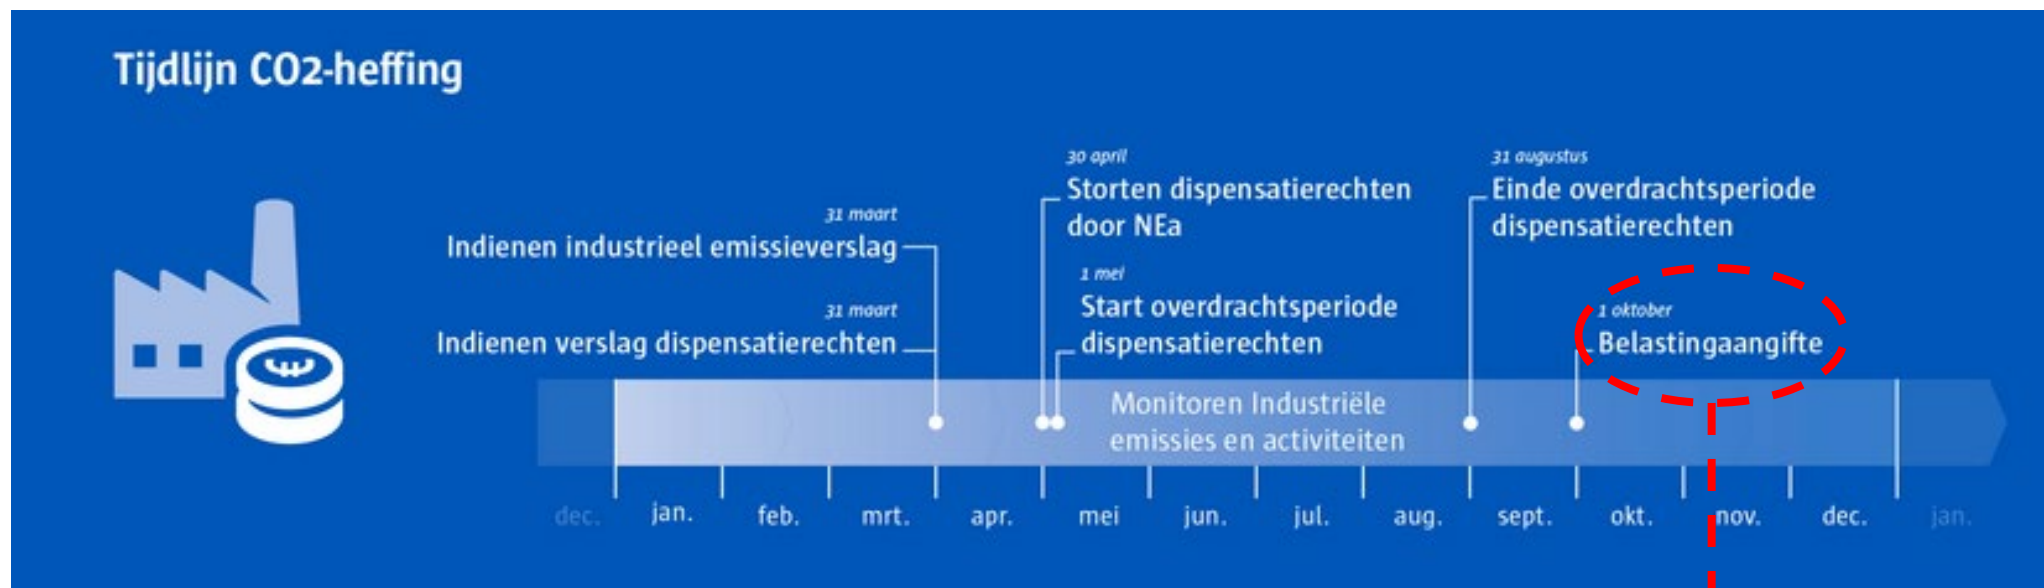 Tijdlijn CO2-heffing
31 maart
Indienen industrieel emissieverslag
31 maart
Indienen verslag dispensatierechten
30 april
Storten dispensatierechten
door NEa
1 mei
Start overdrachtsperiode
dispensatierechten
31 augustus
Einde overdrachtsperiode
dispensatierechten
1 oktober
Belastingaangifte
Monitoren Industriële
emissies en activiteiten
dec. jan. feb. mrt. apr. mei jun. jul. aug. sept. okt. nov. dec. jan.